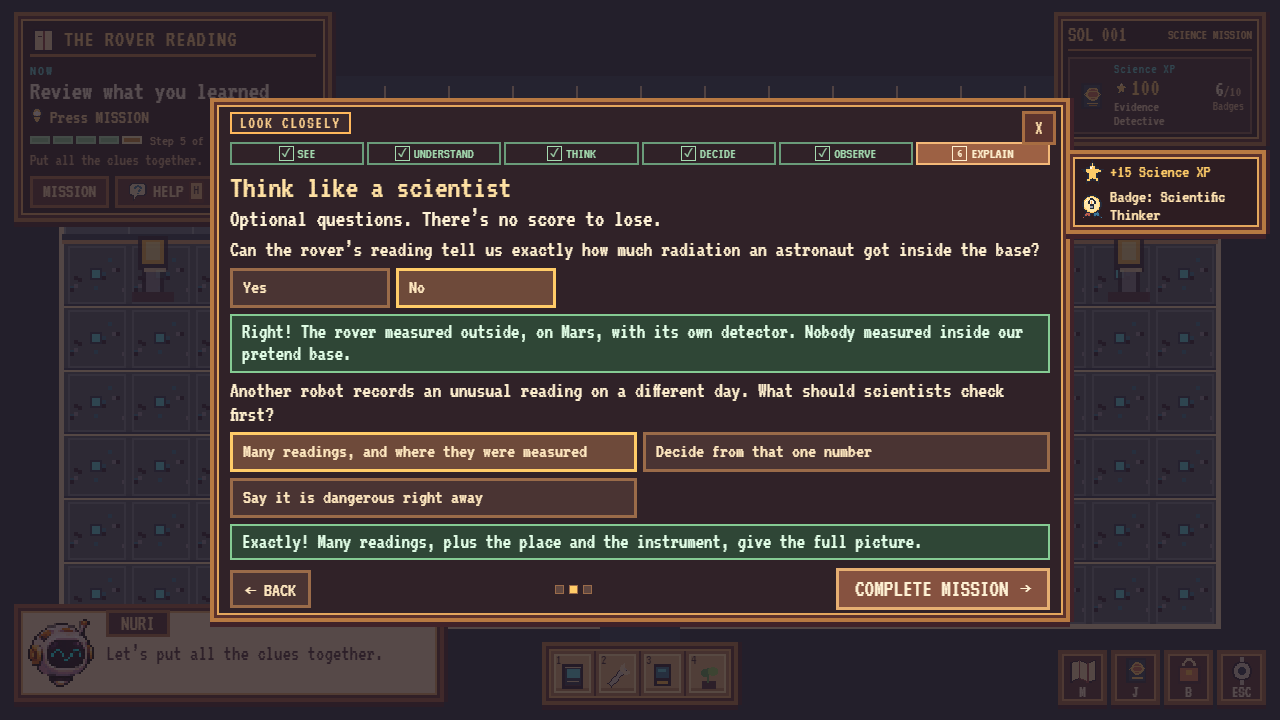 THE ROVER READING
NOW
Review what you learned
Press MISSION
Step 5 of
Put all the clues together.
MISSION
HELP H
SOL 001
SCIENCE MISSION
Science XP
100
Evidence
Detective
6/10
Badges
+15 Science XP
Badge: Scientific
Thinker
LOOK CLOSELY
X
SEE
UNDERSTAND
THINK
DECIDE
OBSERVE
6 EXPLAIN
Think like a scientist
Optional questions. There's no score to lose.
Can the rover's reading tell us exactly how much radiation an astronaut got inside the base?
Yes
No
Right! The rover measured outside, on Mars, with its own detector. Nobody measured inside our
pretend base.
Another robot records an unusual reading on a different day. What should scientists check
first?
Many readings, and where they were measured
Decide from that one number
Say it is dangerous right away
Exactly! Many readings, plus the place and the instrument, give the full picture.
← BACK
COMPLETE MISSION →
NURI
Let's put all the clues together.
1
2
3
4
M
J
B
ESC